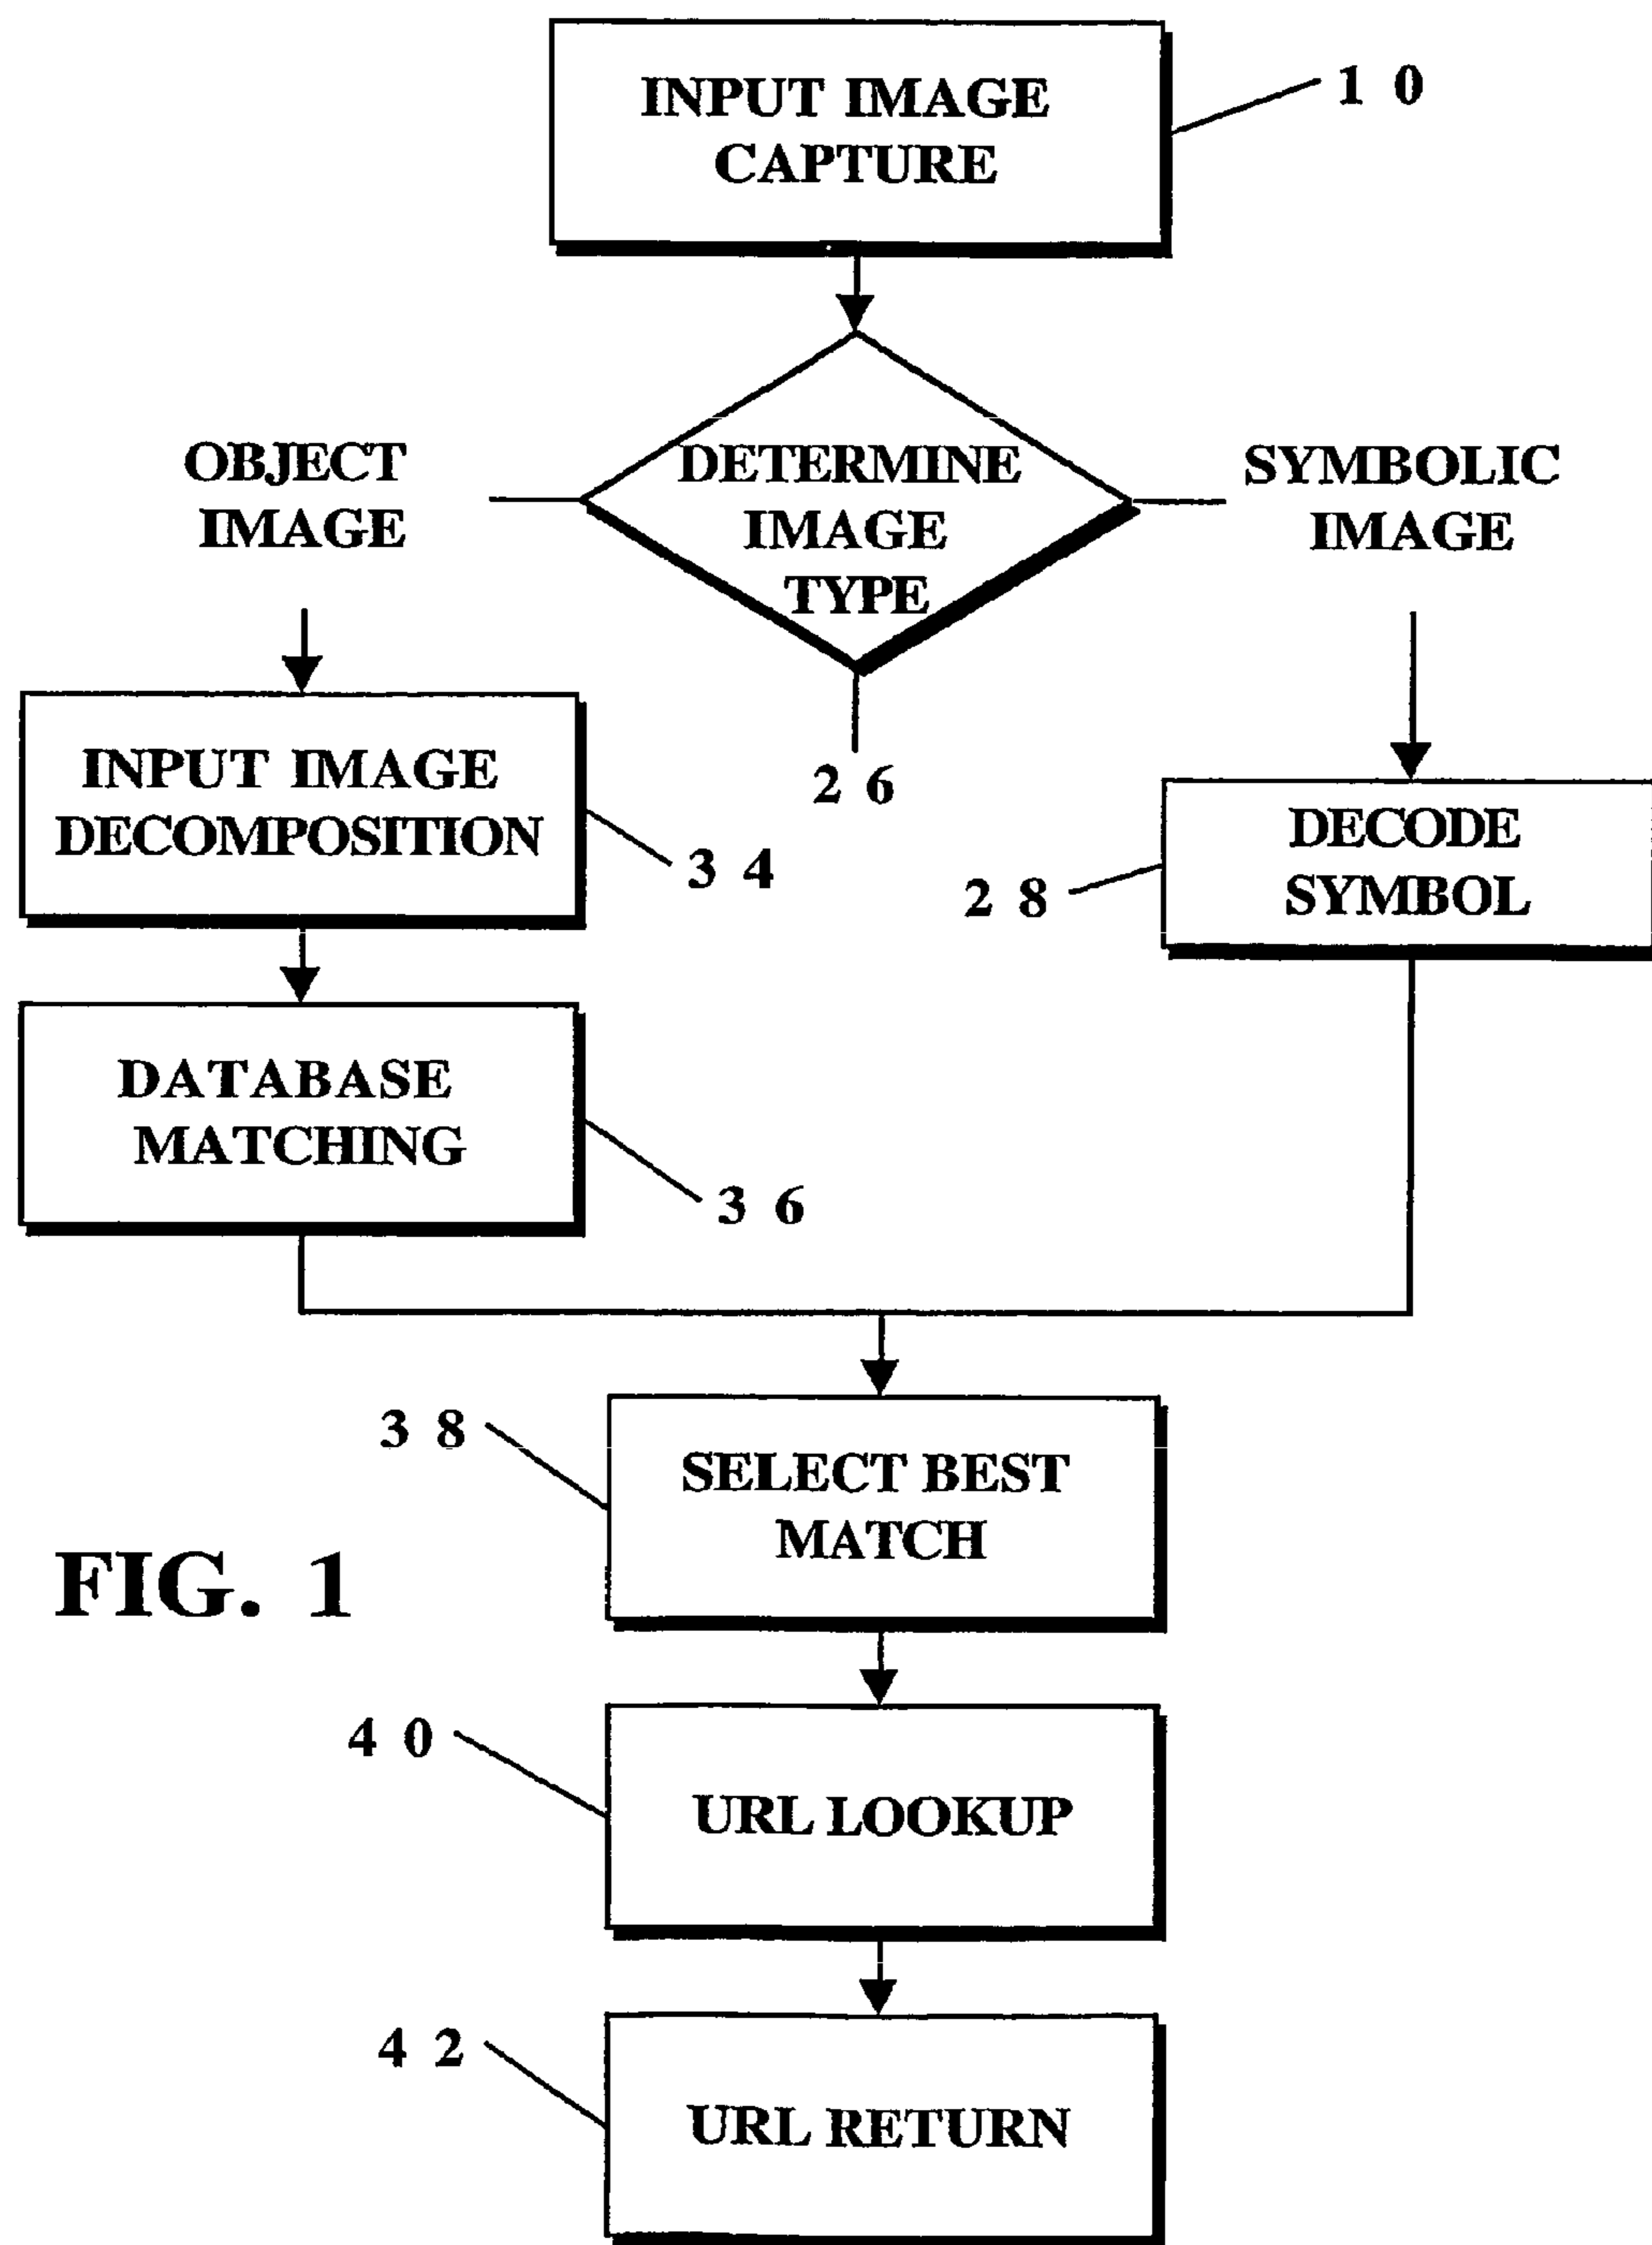 INPUT IMAGE
CAPTURE
1 0
OBJECT
IMAGE
DETERMINE
IMAGE
TYPE
SYMBOLIC
IMAGE
2 6
INPUT IMAGE
DECOMPOSITION
3 4
2 8
DECODE
SYMBOL
DATABASE
MATCHING
3 6
3 8
SELECT BEST
MATCH
FIG. 1
4 0
URL LOOKUP
4 2
URL RETURN